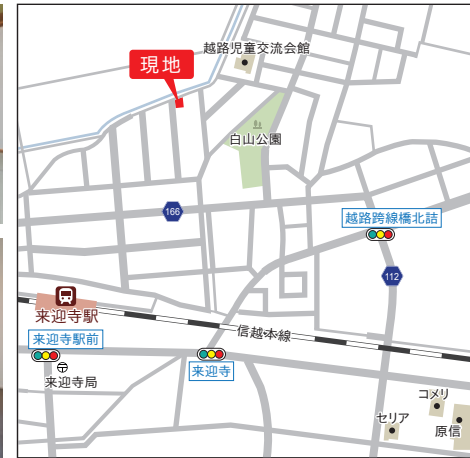 越路児童交流会館
現地
白山公園
166
越路跨線橋北詰
112
来迎寺駅
信越本線
来迎寺駅前
来迎寺
来迎寺局
コメリ
セリア
原信